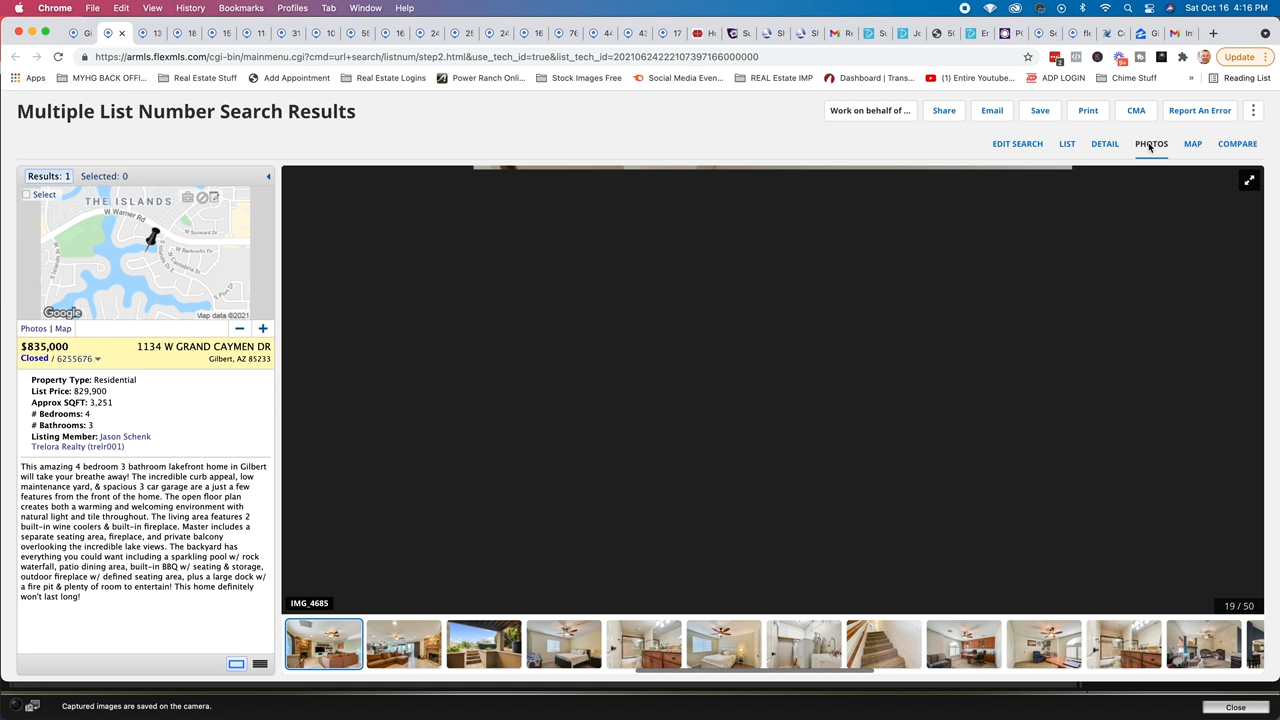 Chrome File Edit View History Bookmarks Profiles Tab Window Help
Sat Oct 16 4:16 PM
https://armls.flexmls.com/cgi-bin/mainmenu.cgi?cmd=url+search/listnum/up2.html&use_tech_id=true&list_tech_id=20210624222107397166000000
Update
Apps MYHG BACK OFFI... Real Estate Stuff Add Appointment Real Estate Logins Power Ranch Onli... Stock Images Free Social Media Even... REAL Estate IMP Dashboard | Trans... (1) Entire Youtube... ADP LOGIN Chime Stuff » Reading List
Multiple List Number Search Results
Work on behalf of ... Share Email Save Print CMA Report An Error
EDIT SEARCH LIST DETAIL PHOTOS MAP COMPARE
Results: 1 Selected: 0
Select
THE ISLANDS
W Warner Rd
Google
Map data ©2021
Photos | Map
$835,000 1134 W GRAND CAYMEN DR
Closed / 6255676 Gilbert, AZ 85233
Property Type: Residential
List Price: 829,900
Approx SQFT: 3,251
# Bedrooms: 4
# Bathrooms: 3
Listing Member: Jason Schenk
Trelora Realty (trelr001)
This amazing 4 bedroom 3 bathroom lakefront home in Gilbert
will take your breathe away! The incredible curb appeal, low
maintenance yard, & spacious 3 car garage are a just a few
features from the front of the home. The open floor plan
creates both a warming and welcoming environment with
natural light and tile throughout. The living area features 2
built-in wine coolers & built-in fireplace. Master includes a
separate seating area, fireplace, and private balcony
overlooking the incredible lake views. The backyard has
everything you could want including a sparkling pool w/ rock
waterfall, patio dining area, built-in BBQ w/ seating & storage,
outdoor fireplace w/ defined seating area, plus a large dock w/
a fire pit & plenty of room to entertain! This home definitely
won't last long!
IMG_4685
19 / 50
Captured images are saved on the camera.
Close